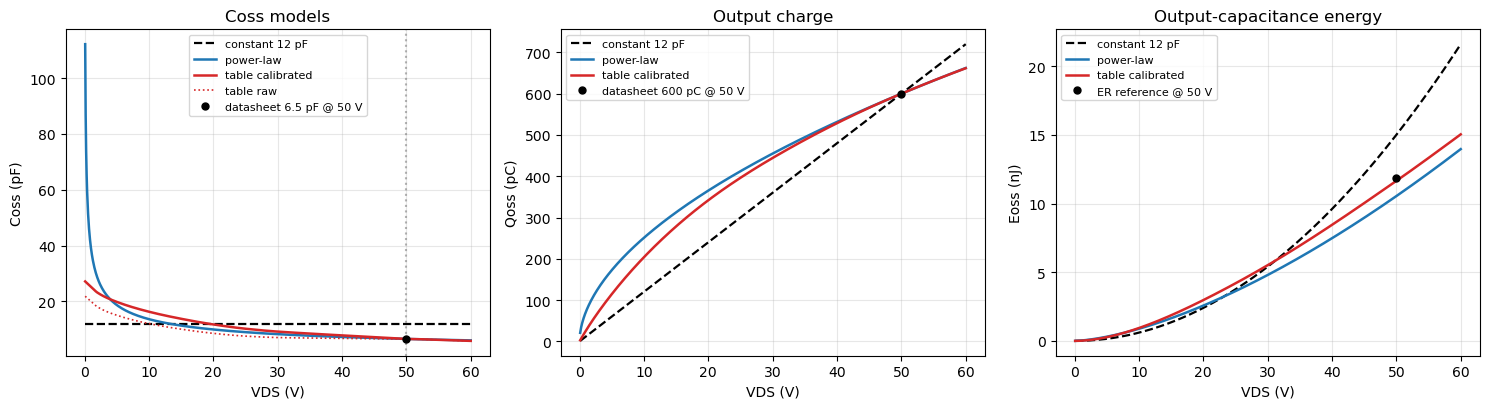 Coss models
Coss (pF)
100
80
60
40
20
0
10
20
30
40
50
60
VDS (V)
constant 12 pF
power-law
table calibrated
table raw
datasheet 6.5 pF @ 50 V
Output charge
Qoss (pC)
700
600
500
400
300
200
100
0
0
10
20
30
40
50
60
VDS (V)
constant 12 pF
power-law
table calibrated
datasheet 600 pC @ 50 V
Output-capacitance energy
Eoss (nJ)
20
15
10
5
0
0
10
20
30
40
50
60
VDS (V)
constant 12 pF
power-law
table calibrated
ER reference @ 50 V